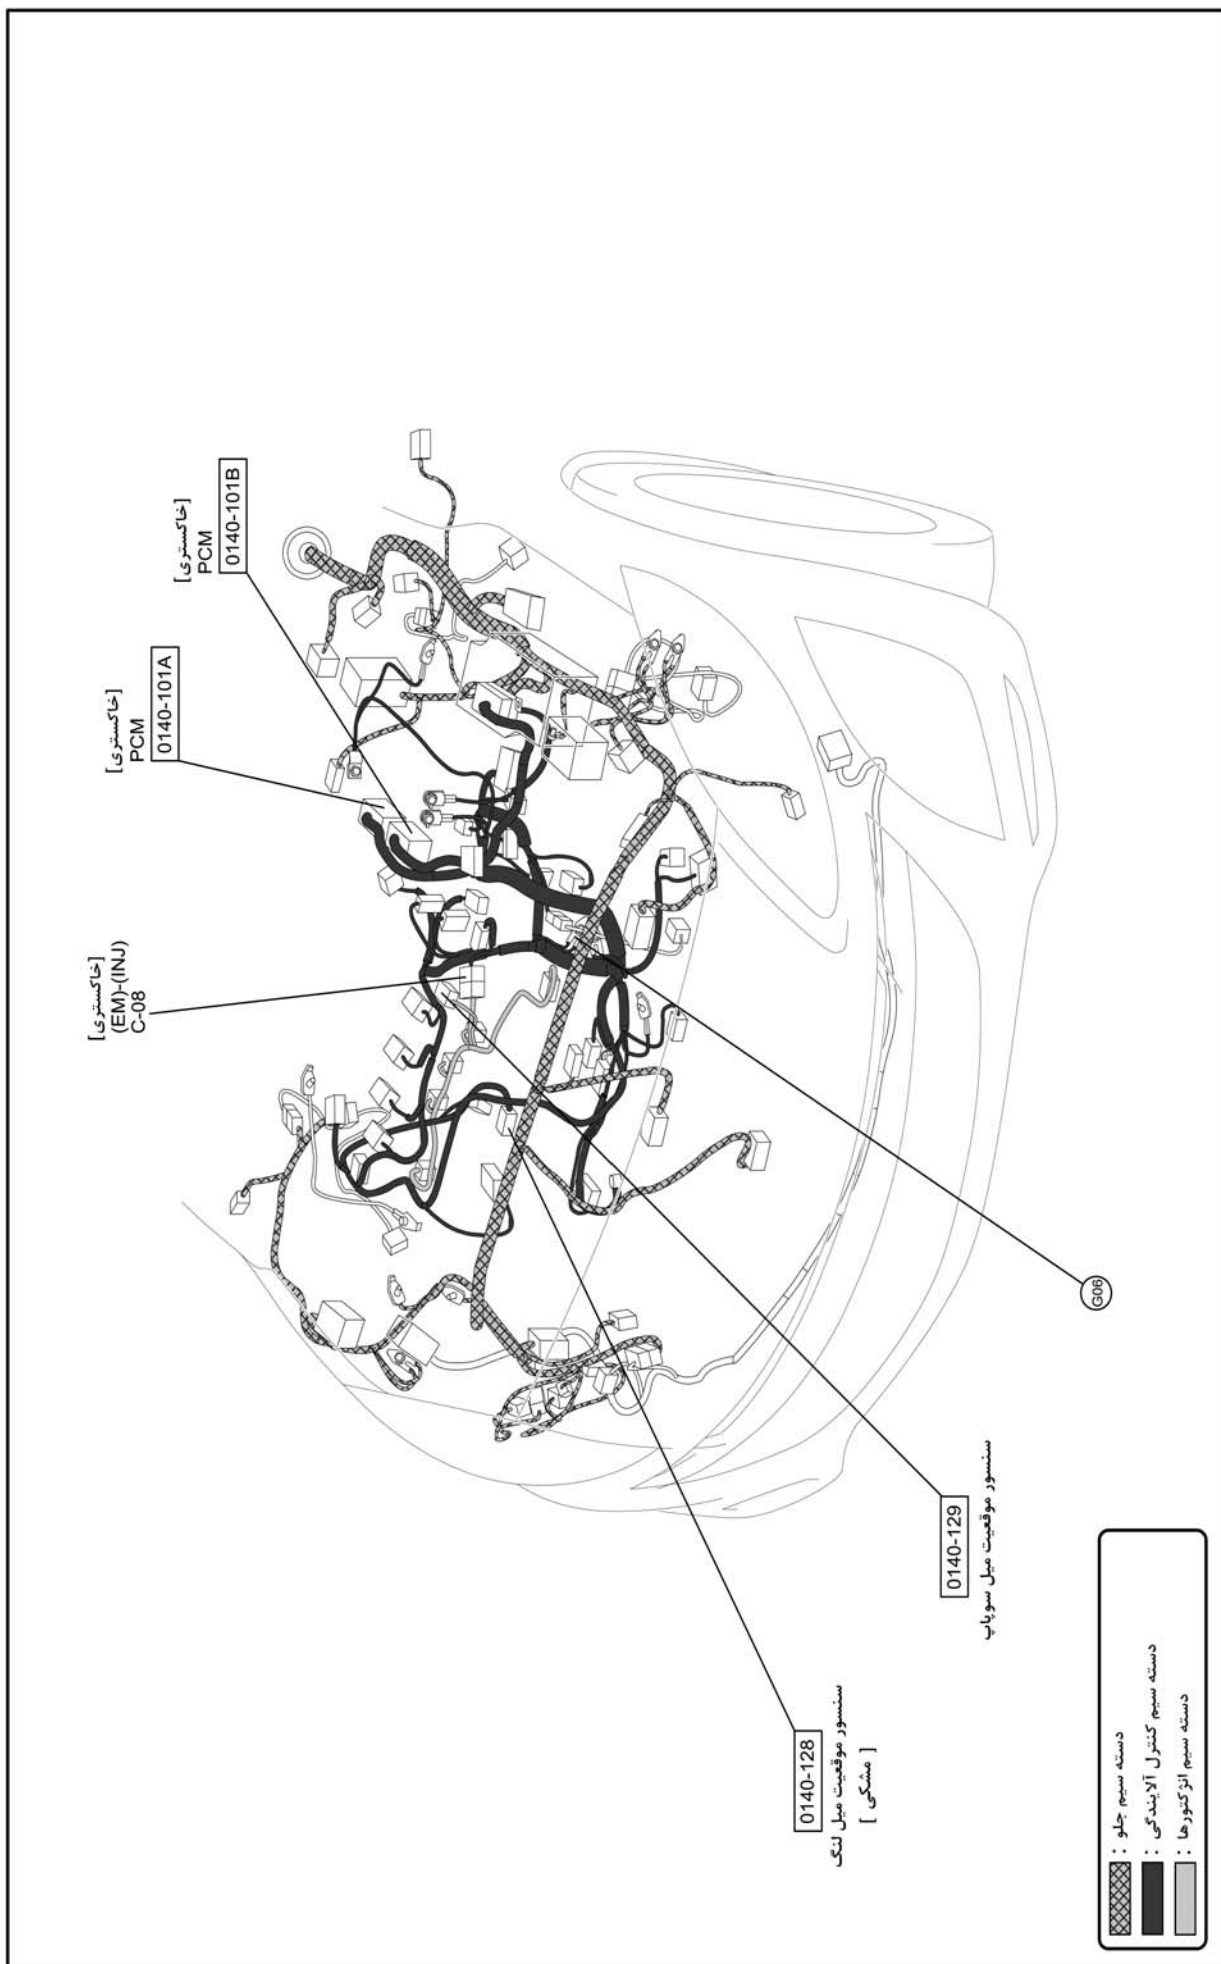 [خاکستری]
PCM
0140-101B
[خاکستری]
PCM
0140-101A
[خاکستری]
(EM)-(INJ)
C-08
G06
0140-129
سنسور موقعیت میل سوپاپ
0140-128
سنسور موقعیت میل لنگ
[ مشکی ]
دسته سیم جلو :
دسته سیم کنترل آلایندگی :
دسته سیم انژکتورها :